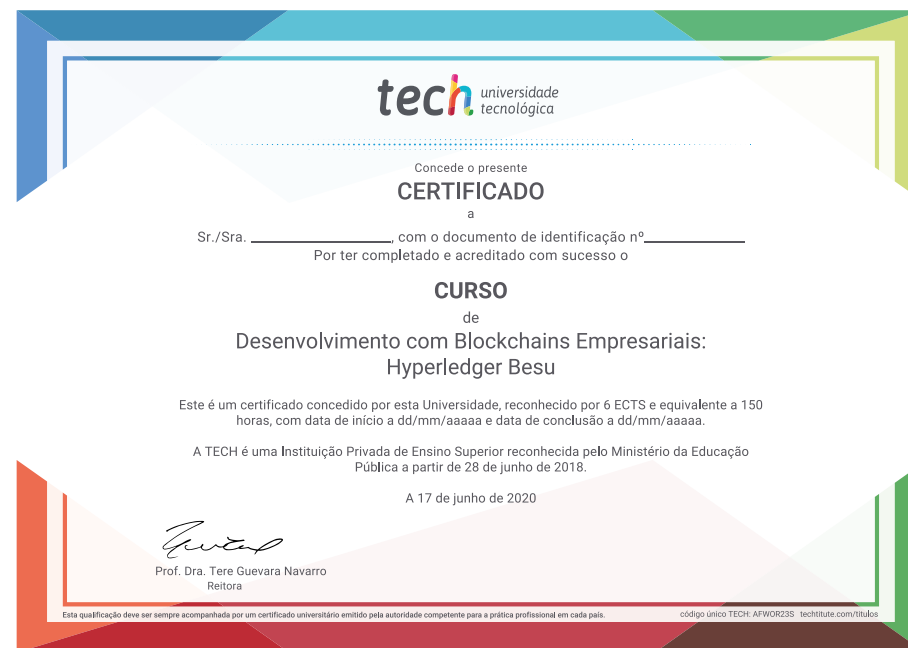 tech universidade
tecnológica
Concede o presente
CERTIFICADO
a
Sr./Sra. ____________________, com o documento de identificação nº______________
Por ter completado e acreditado com sucesso o
CURSO
de
Desenvolvimento com Blockchains Empresariais:
Hyperledger Besu
Este é um certificado concedido por esta Universidade, reconhecido por 6 ECTS e equivalente a 150
horas, com data de início a dd/mm/aaaaa e data de conclusão a dd/mm/aaaaa.
A TECH é uma Instituição Privada de Ensino Superior reconhecida pelo Ministério da Educação
Pública a partir de 28 de junho de 2018.
A 17 de junho de 2020
Prof. Dra. Tere Guevara Navarro
Reitora
Esta qualificação deve ser sempre acompanhada por um certificado universitário emitido pela autoridade competente para a prática profissional em cada país.
código único TECH: AFWOR23S techtitute.com/titulos